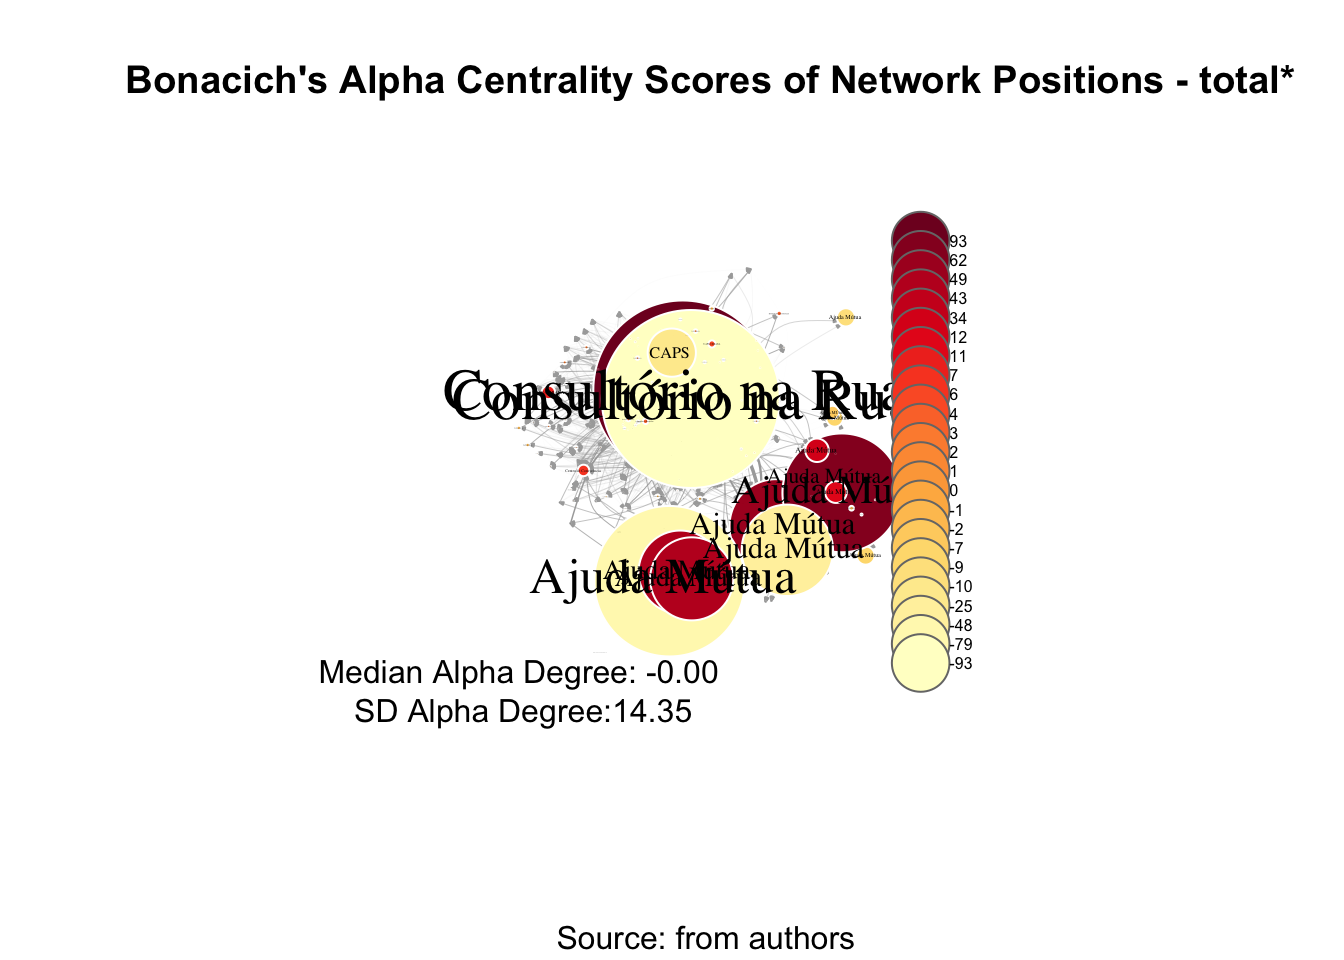 Bonacich's Alpha Centrality Scores of Network Positions - total*
93
62
49
43
34
12
11
7
6
4
3
2
1
0
-1
-2
-7
-9
-10
-25
-48
-79
-93
Ajuda Mútua
CAPS
Consultório na Rua
Consultório na Ru
Ajuda Mútua
Ajuda Mútua
Ajuda Mú
Ajuda Mútua
Ajuda Mútua
Ajuda Mútua
Ajuda Mútua
Ajuda Mútua
Median Alpha Degree: -0.00
SD Alpha Degree:14.35
Source: from authors